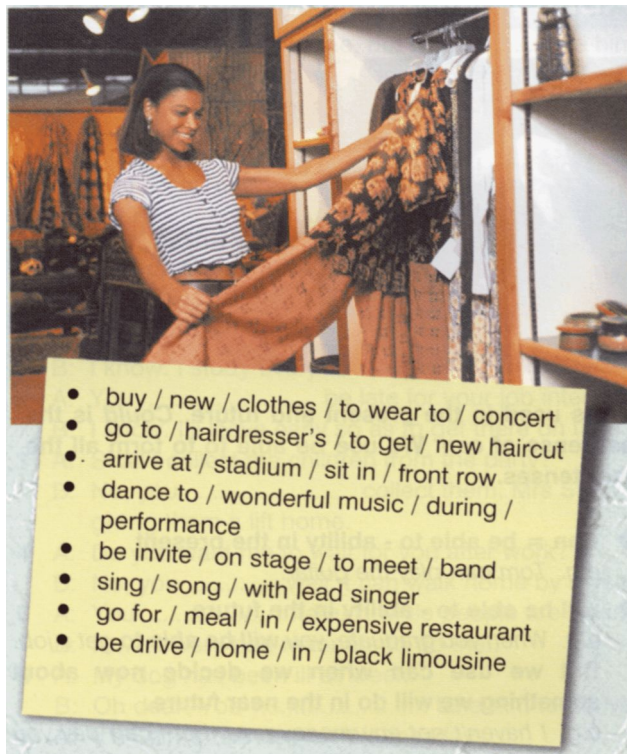 • buy / new / clothes / to wear to / concert
• go to / hairdresser's / to get / new haircut
• arrive at / stadium / sit in / front row
• dance to / wonderful music / during /
performance
• be invite / on stage / to meet / band
• sing / song / with lead singer
• go for / meal / in / expensive restaurant
• be drive / home / in / black limousine